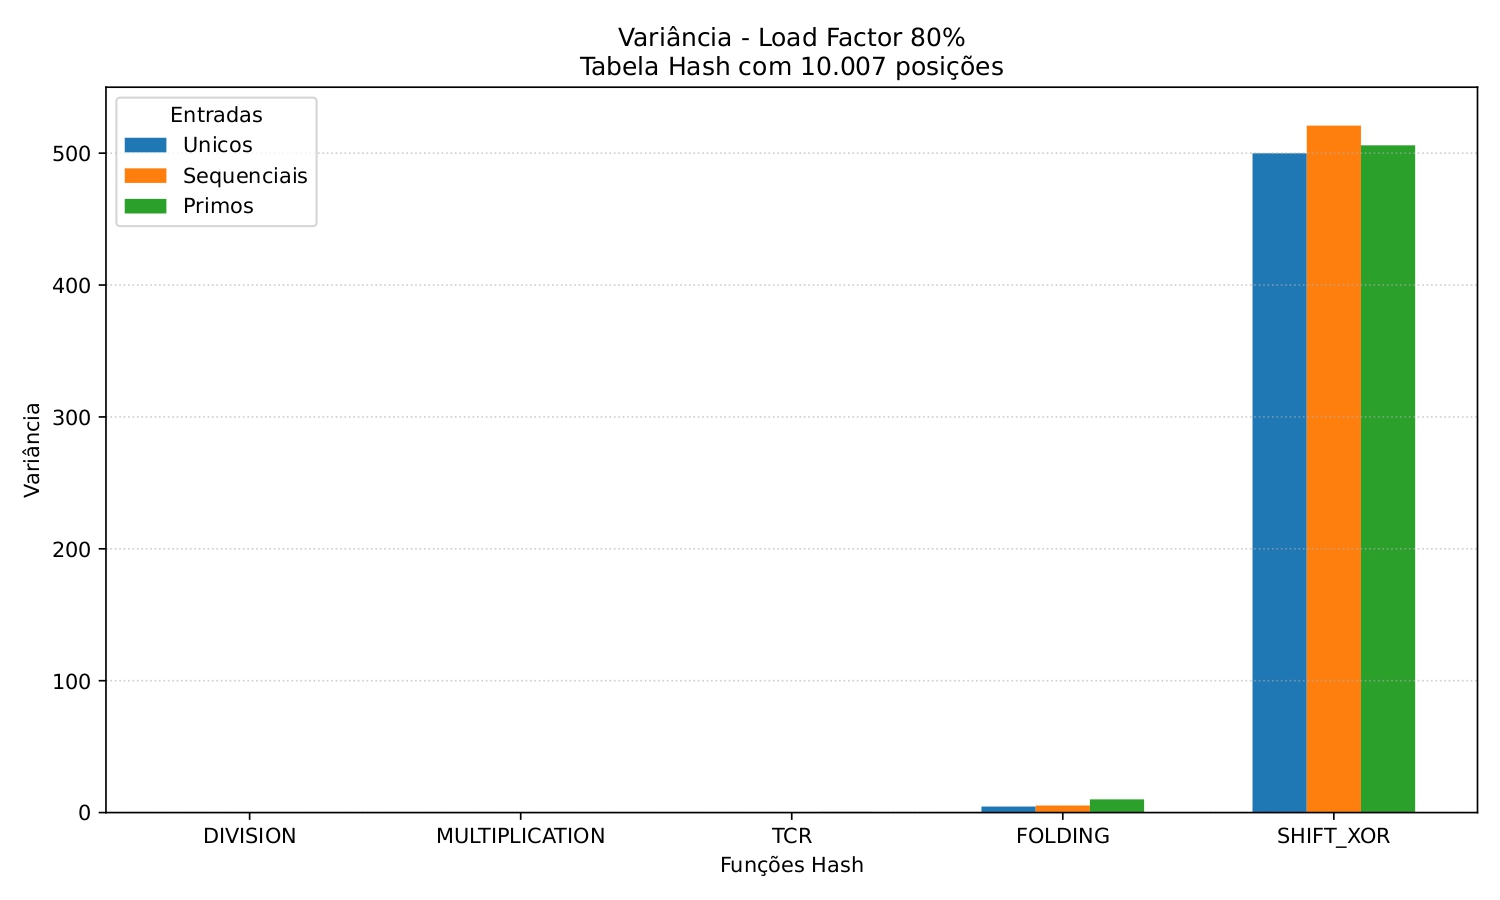 Variância - Load Factor 80%
Tabela Hash com 10.007 posições
Entradas
Unicos
Sequenciais
Primos
500
400
300
200
100
0
Variância
DIVISION MULTIPLICATION TCR FOLDING SHIFT_XOR
Funções Hash